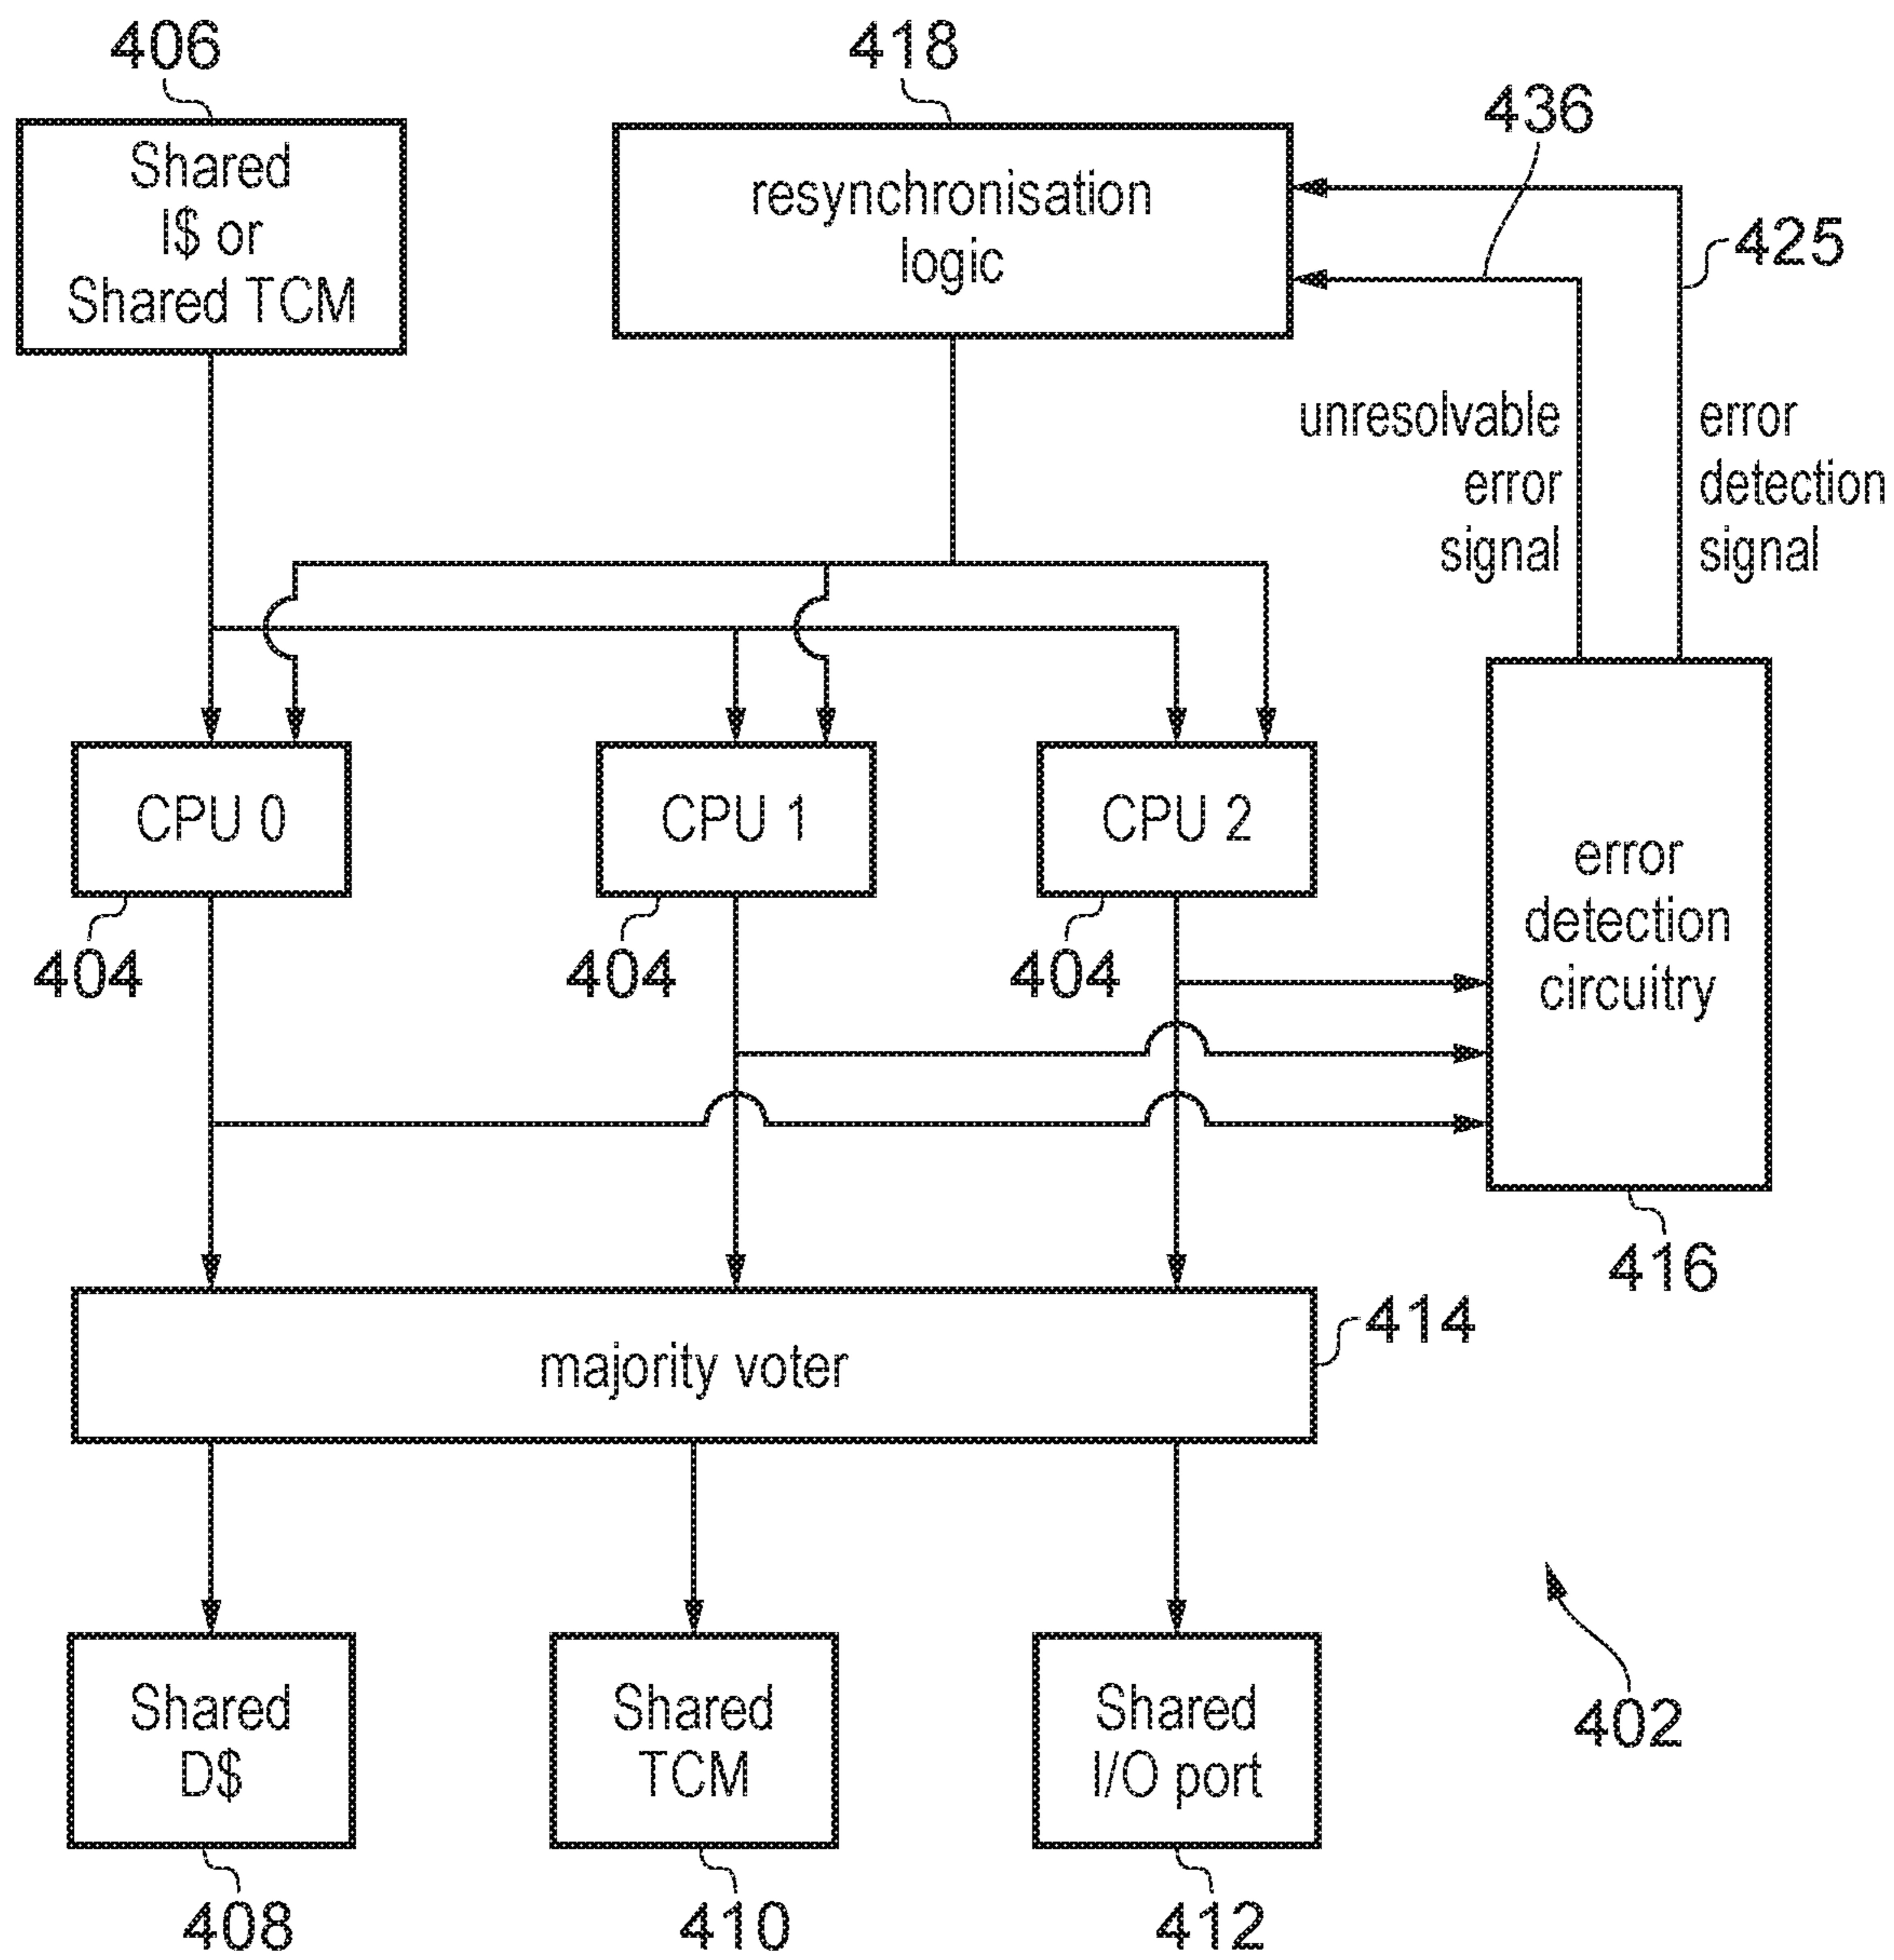 406
418
436
Shared
I$ or
Shared TCM
resynchronisation
logic
425
unresolvable
error
signal
error
detection
signal
CPU 0
CPU 1
CPU 2
404
404
404
error
detection
circuitry
416
majority voter
414
402
Shared
D$
Shared
TCM
Shared
I/O port
408
410
412